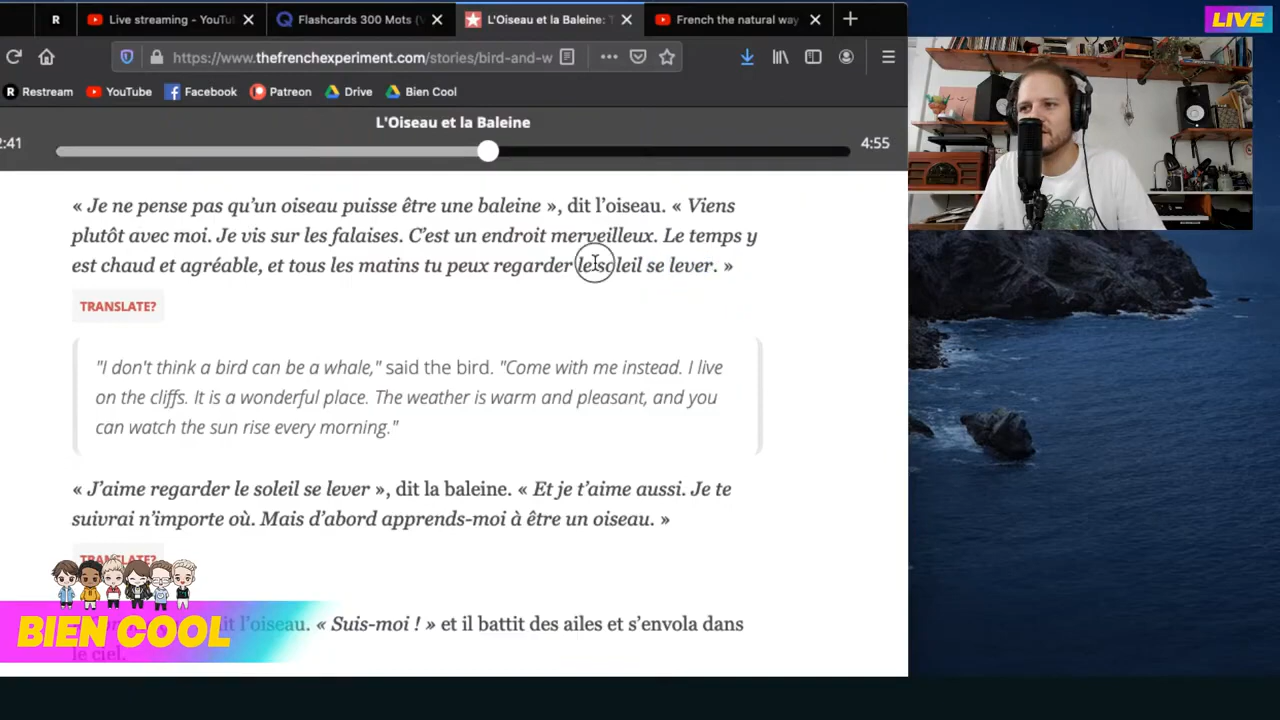 R
Live streaming - YouTu
Flashcards 300 Mots (
L'Oiseau et la Baleine:
French the natural way
LIVE
https://www.thefrenchexperiment.com/stories/bird-and-w
R Restream
YouTube
Facebook
Patreon
Drive
Bien Cool
L'Oiseau et la Baleine
2:41
4:55
« Je ne pense pas qu'un oiseau puisse être une baleine », dit l'oiseau. « Viens
plutôt avec moi. Je vis sur les falaises. C'est un endroit merveilleux. Le temps y
est chaud et agréable, et tous les matins tu peux regarder le soleil se lever. »
TRANSLATE?
"I don't think a bird can be a whale," said the bird. "Come with me instead. I live
on the cliffs. It is a wonderful place. The weather is warm and pleasant, and you
can watch the sun rise every morning."
« J'aime regarder le soleil se lever », dit la baleine. « Et je t'aime aussi. Je te
suivrai n'importe où. Mais d'abord apprends-moi à être un oiseau. »
TRANSLATE?
l'oiseau. « Suis-moi ! » et il battit des ailes et s'envola dans
le ciel.
BIEN COOL